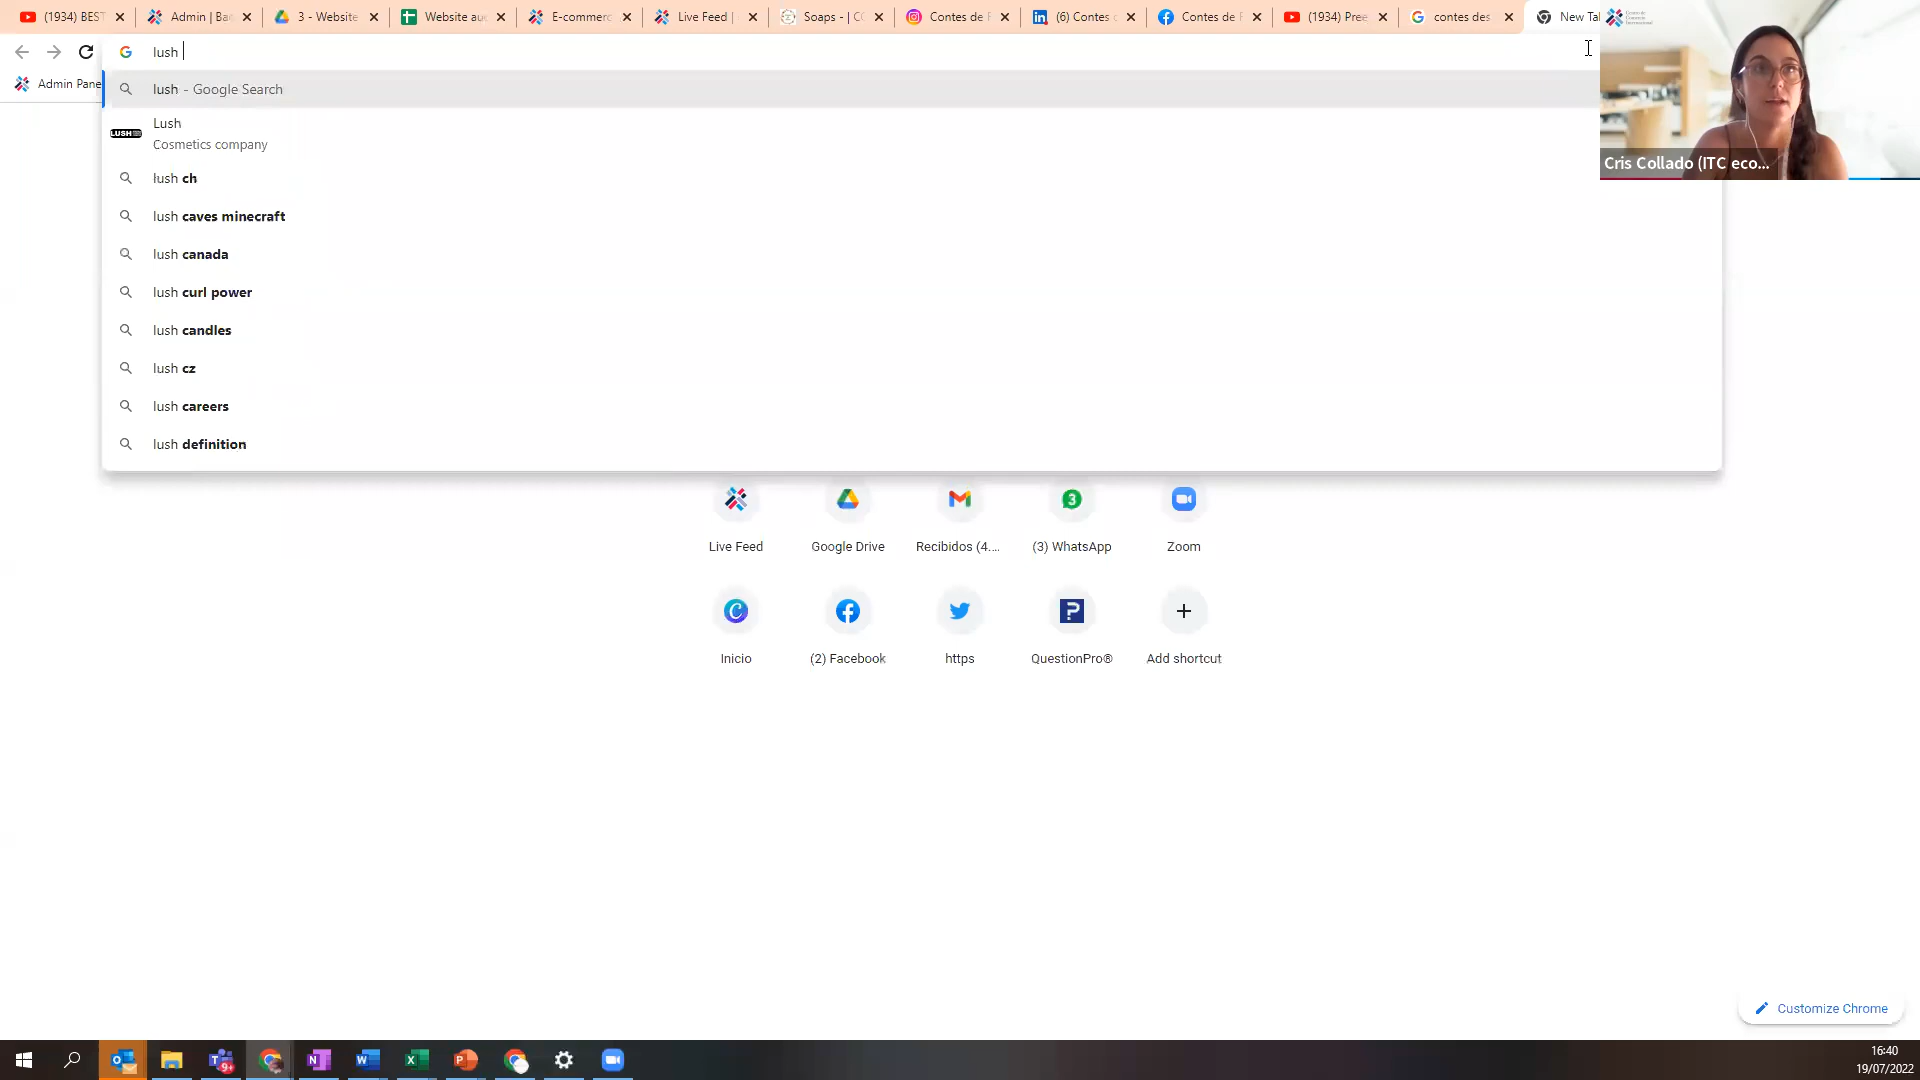 (1934) BEST
Admin | Ba
3 - Website
Website au
E-commerc
Live Feed |
Soaps - | CC
Contes de F
(6) Contes
Contes de F
(1934) Pree
contes des
New Ta
lush
Admin Pane
lush - Google Search
Lush
LUSH
Cosmetics company
lush ch
lush caves minecraft
lush canada
lush curl power
lush candles
lush cz
lush careers
lush definition
Cris Collado (ITC eco...
Live Feed
Google Drive
Recibidos (4....
(3) WhatsApp
Zoom
Inicio
(2) Facebook
https
QuestionPro®
Add shortcut
Customize Chrome
16:40
19/07/2022